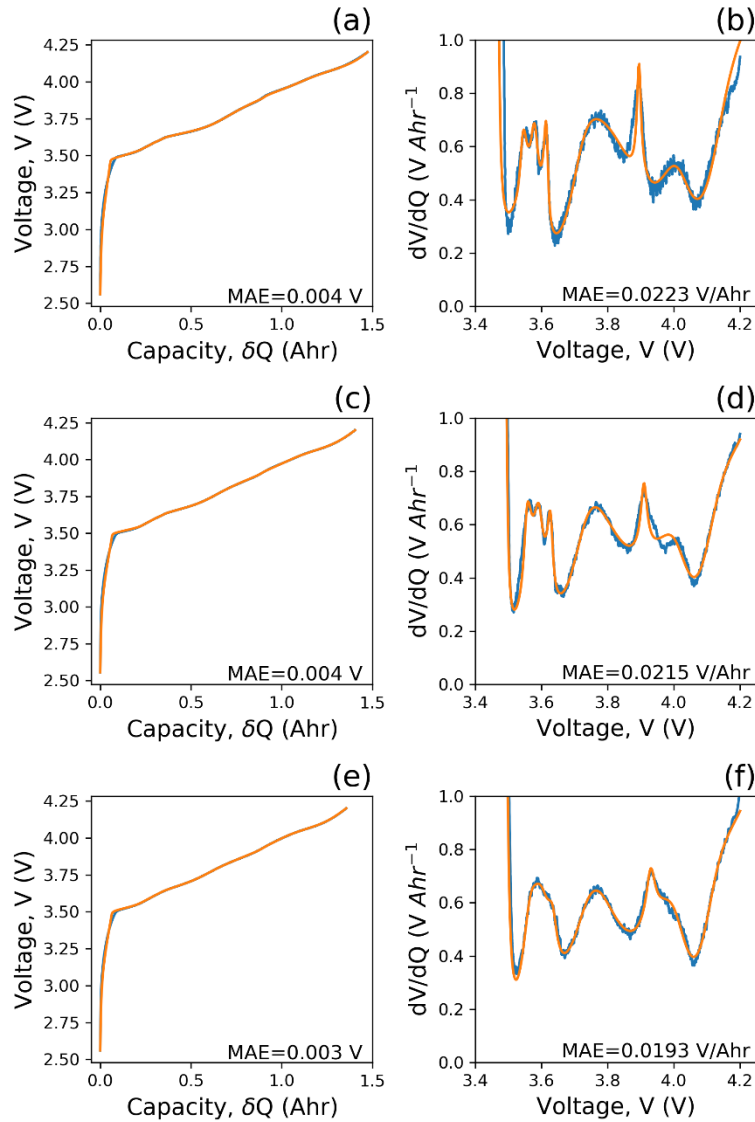 (a)
4.25
4.00
3.75
3.50
3.25
3.00
2.75
2.50
Voltage, V (V)
MAE=0.004 V
0.0 0.5 1.0 1.5
Capacity, δQ (Ahr)
(b)
1.0
0.8
0.6
0.4
0.2
0.0
dV/dQ (V Ahr⁻¹
MAE=0.0223 V/Ahr
3.4 3.6 3.8 4.0 4.2
Voltage, V (V)
(c)
4.25
4.00
3.75
3.50
3.25
3.00
2.75
2.50
Voltage, V (V)
MAE=0.004 V
0.0 0.5 1.0 1.5
Capacity, δQ (Ahr)
(d)
1.0
0.8
0.6
0.4
0.2
0.0
dV/dQ (V Ahr⁻¹
MAE=0.0215 V/Ahr
3.4 3.6 3.8 4.0 4.2
Voltage, V (V)
(e)
4.25
4.00
3.75
3.50
3.25
3.00
2.75
2.50
Voltage, V (V)
MAE=0.003 V
0.0 0.5 1.0 1.5
Capacity, δQ (Ahr)
(f)
1.0
0.8
0.6
0.4
0.2
0.0
dV/dQ (V Ahr⁻¹
MAE=0.0193 V/Ahr
3.4 3.6 3.8 4.0 4.2
Voltage, V (V)